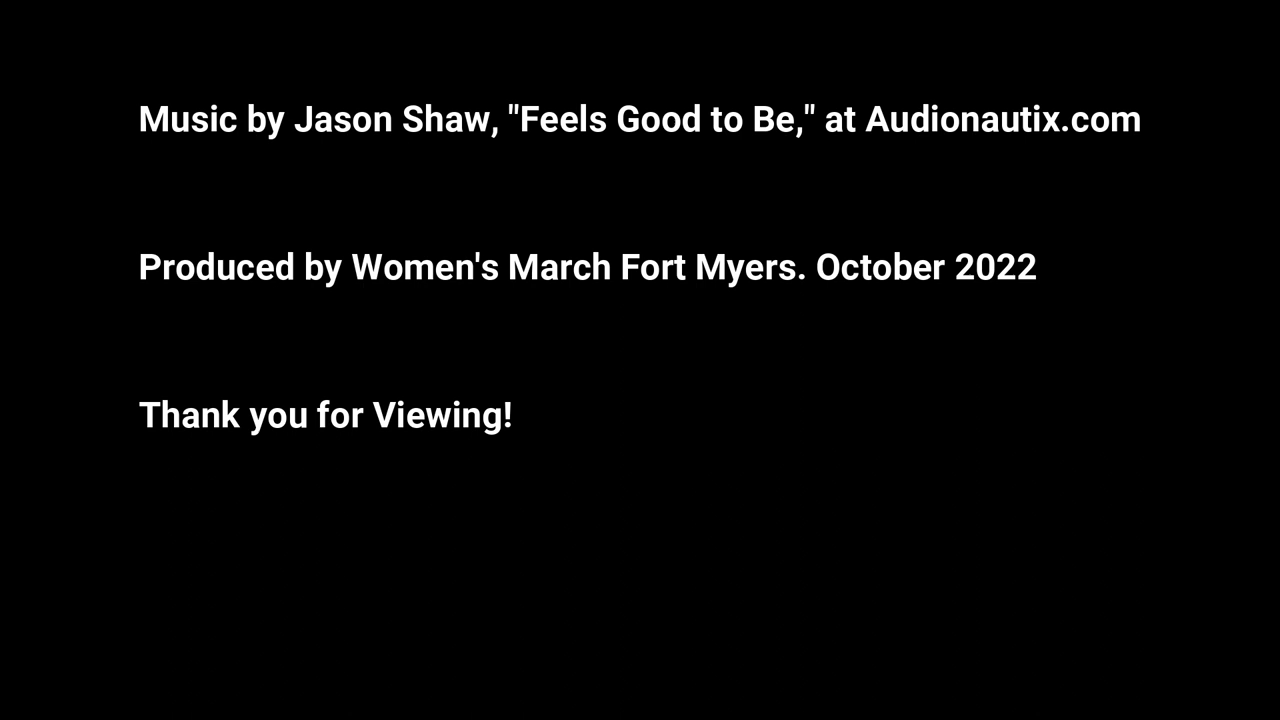 Music by Jason Shaw, "Feels Good to Be," at Audionautix.com
Produced by Women's March Fort Myers. October 2022
Thank you for Viewing!